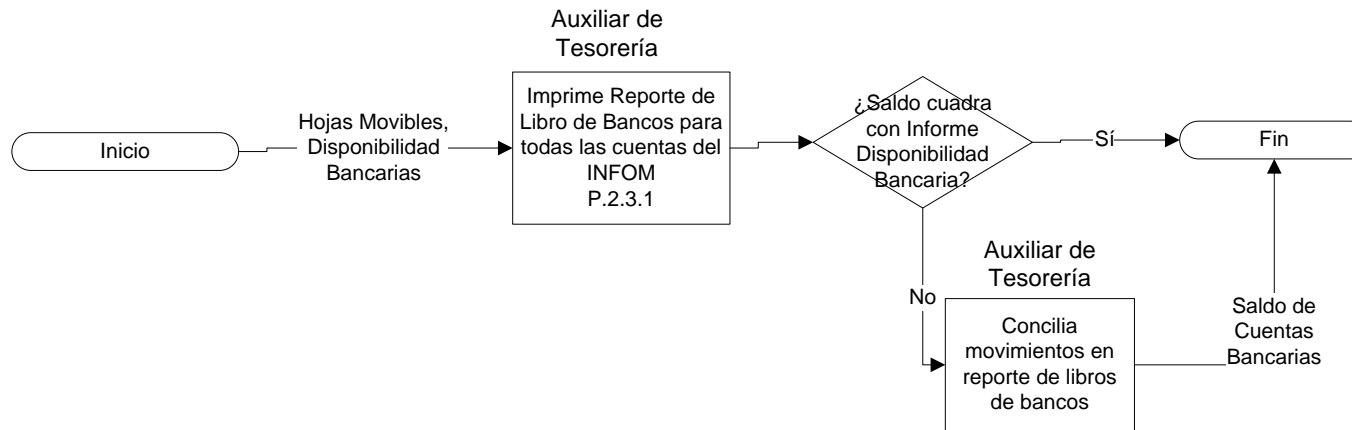 Auxiliar de
Tesorería
Inicio
Hojas Movibles,
Disponibilidad
Bancarias
Imprime Reporte de
Libro de Bancos para
todas las cuentas del
INFOM
P.2.3.1
¿Saldo cuadra
con Informe
Disponibilidad
Bancaria?
Sí
Fin
No
Auxiliar de
Tesorería
Concilia
movimientos en
reporte de libros
de bancos
Saldo de
Cuentas
Bancarias